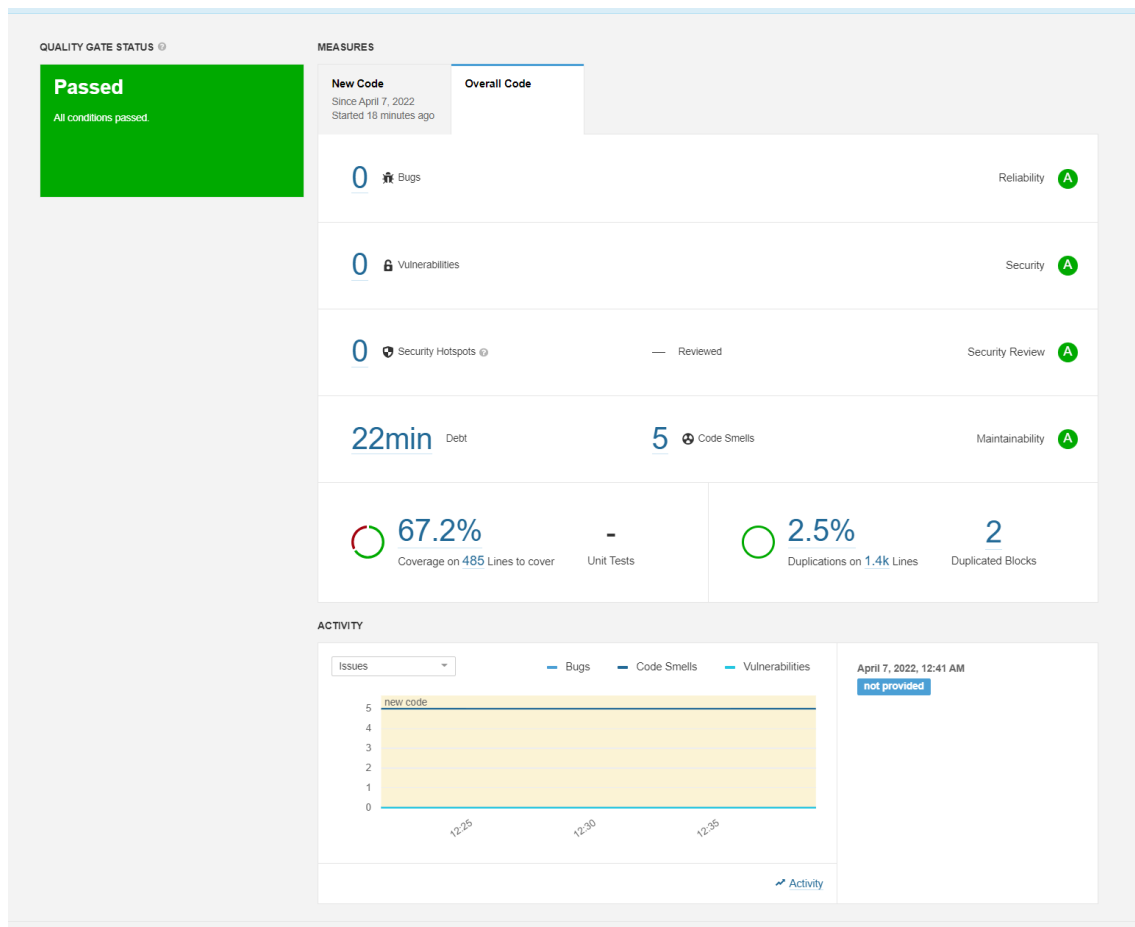 QUALITY GATE STATUS
MEASURES
Passed
All conditions passed.
New Code
Since April 7, 2022
Started 18 minutes ago
Overall Code
0 Bugs
Reliability A
0 Vulnerabilities
Security A
0 Security Hotspots
— Reviewed
Security Review A
22min Debt
5 Code Smells
Maintainability A
67.2%
Coverage on 485 Lines to cover
-
Unit Tests
2.5%
Duplications on 1.4k Lines
2
Duplicated Blocks
ACTIVITY
Issues
Bugs Code Smells Vulnerabilities
new code
5
4
3
2
1
0
12:25 12:30 12:35
Activity
April 7, 2022, 12:41 AM
not provided